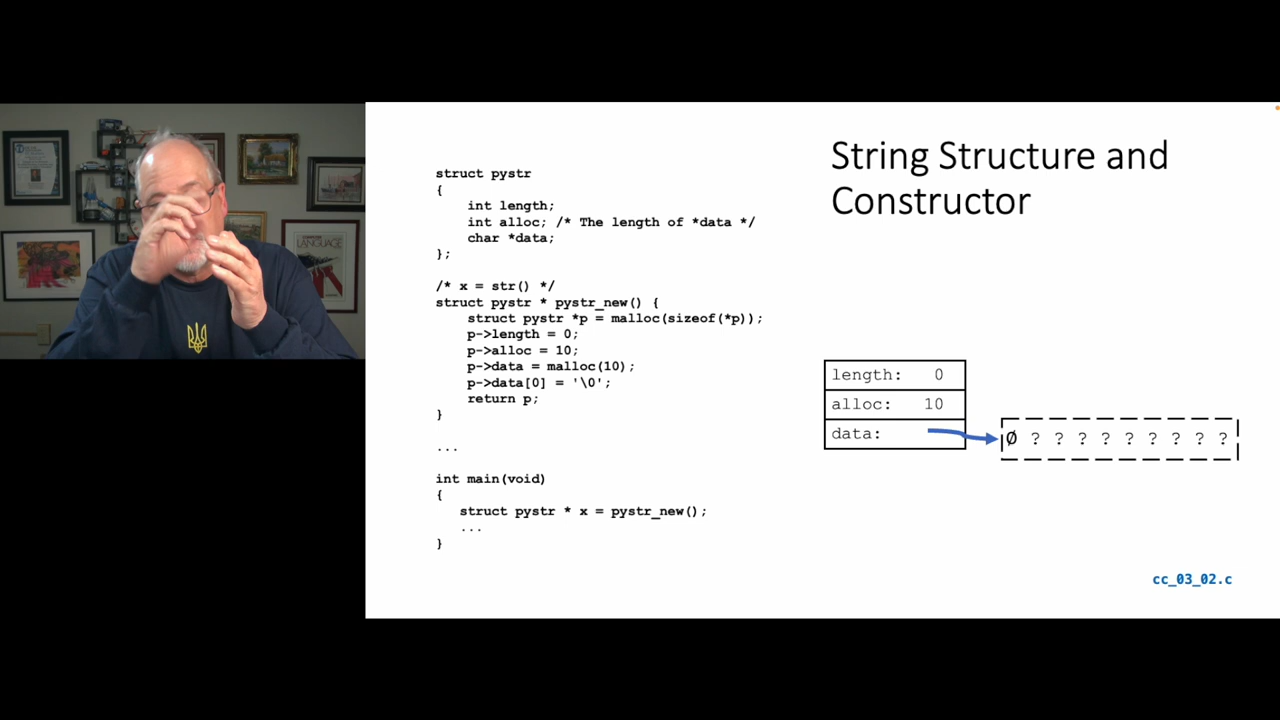 LANGUAGE
struct pystr
{
int length;
int alloc; /* The length of *data */
char *data;
};
/* x = str() */
struct pystr * pystr_new() {
struct pystr *p = malloc(sizeof(*p));
p->length = 0;
p->alloc = 10;
p->data = malloc(10);
p->data[0] = '\0';
return p;
}
...
int main(void)
{
struct pystr * x = pystr_new();
...
}
String Structure and
Constructor
length: 0
alloc: 10
data:
Ø ? ? ? ? ? ? ? ? ?
cc_03_02.c